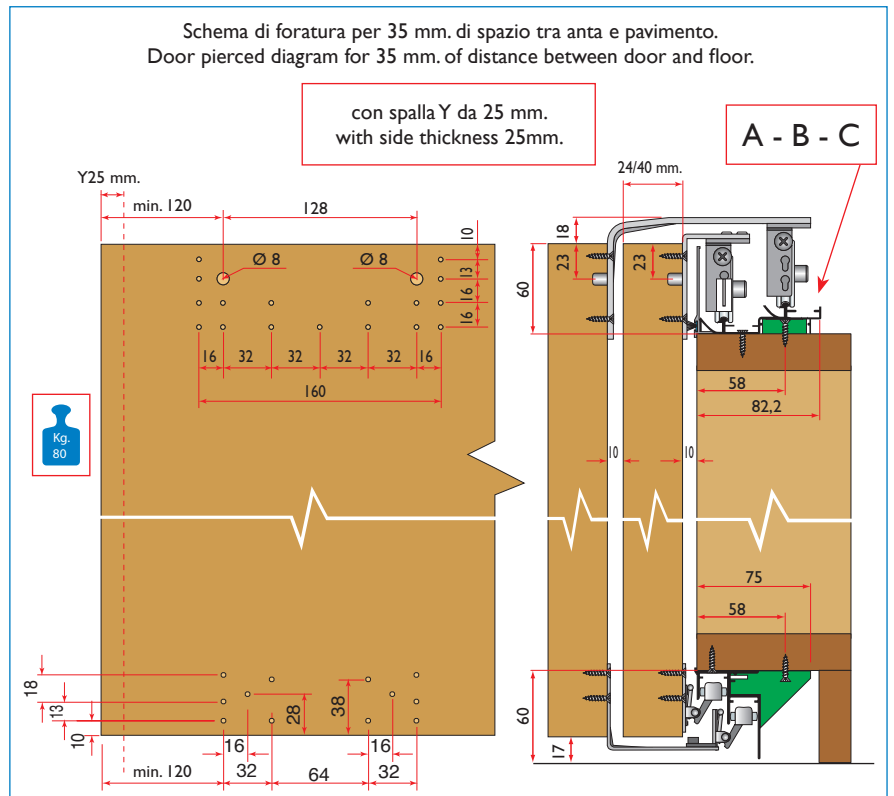 Schema di foratura per 35 mm. di spazio tra anta e pavimento.
Door pierced diagram for 35 mm. of distance between door and floor.
con spalla Y da 25 mm.
with side thickness 25mm.
A - B - C
Y25 mm.
min. 120
128
10
24/40 mm.
18
Ø 8
Ø 8
13
16
16
23
23
60
16
32
32
32
32
16
160
58
82,2
Kg.
80
10
10
75
58
18
13
10
28
38
60
17
16
16
min. 120
32
64
32